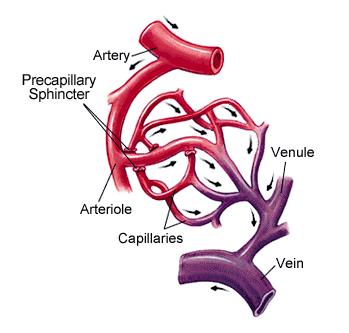 Artery
Precapillary
Sphincter
Venule
Arteriole
Capillaries
Vein